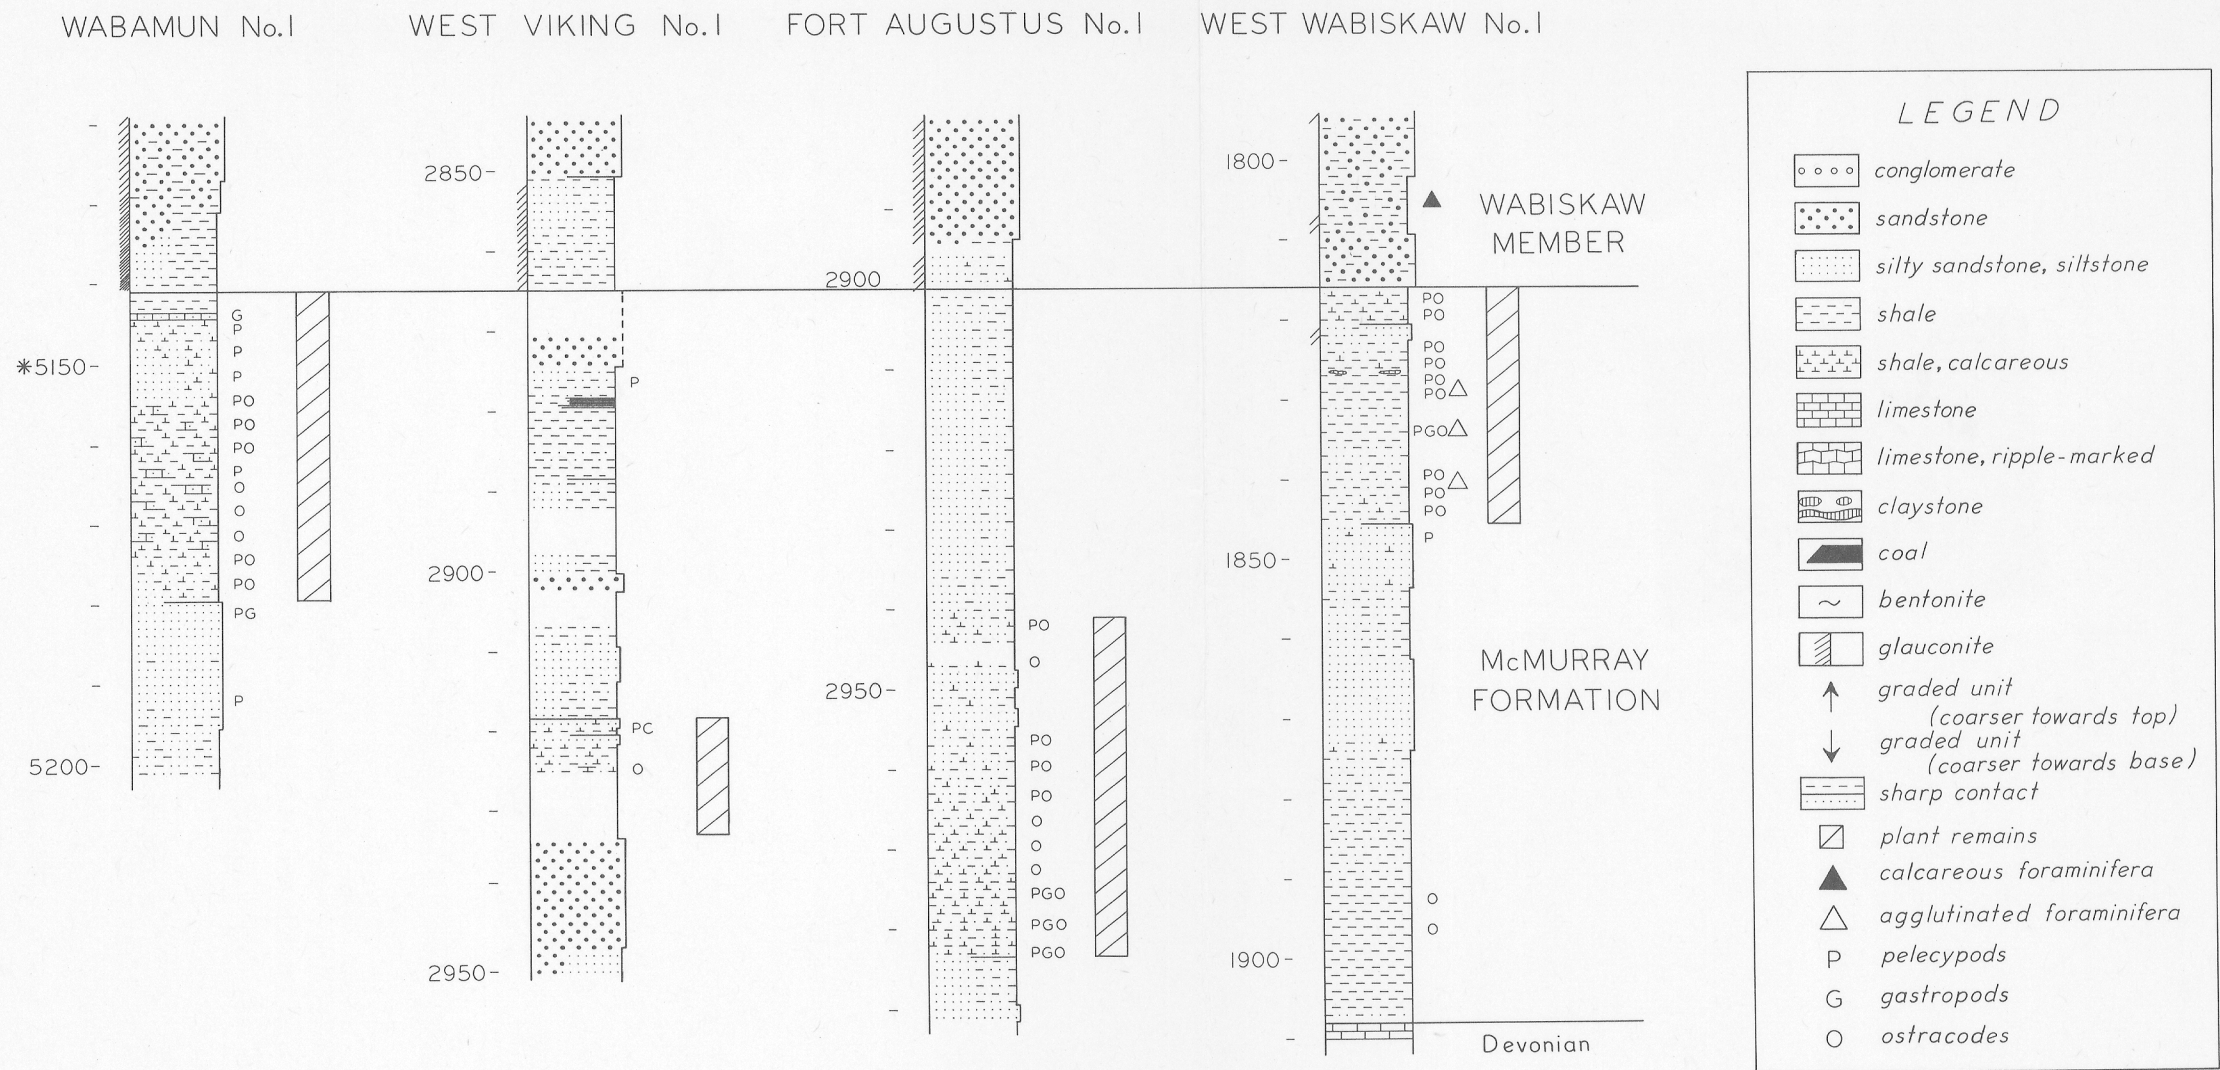 WABAMUN No.1
WEST VIKING No.1
FORT AUGUSTUS No.1
WEST WABISKAW No.1
*5150-
5200-
G
P
P
P
PO
PO
PO
P
O
O
O
PO
PO
PG
P
2850-
2900-
2950-
P
PC
O
2900
2950-
PO
O
PO
PO
PO
O
O
O
PGO
PGO
PGO
1800-
1850-
1900-
PO
PO
PO
PO
PO
PO
PGO
PO
PO
PO
P
O
O
WABISKAW
MEMBER
McMURRAY
FORMATION
Devonian
LEGEND
conglomerate
sandstone
silty sandstone, siltstone
shale
shale, calcareous
limestone
limestone, ripple-marked
claystone
coal
bentonite
glauconite
graded unit
(coarser towards top)
graded unit
(coarser towards base)
sharp contact
plant remains
calcareous foraminifera
agglutinated foraminifera
P pelecypods
G gastropods
O ostracodes